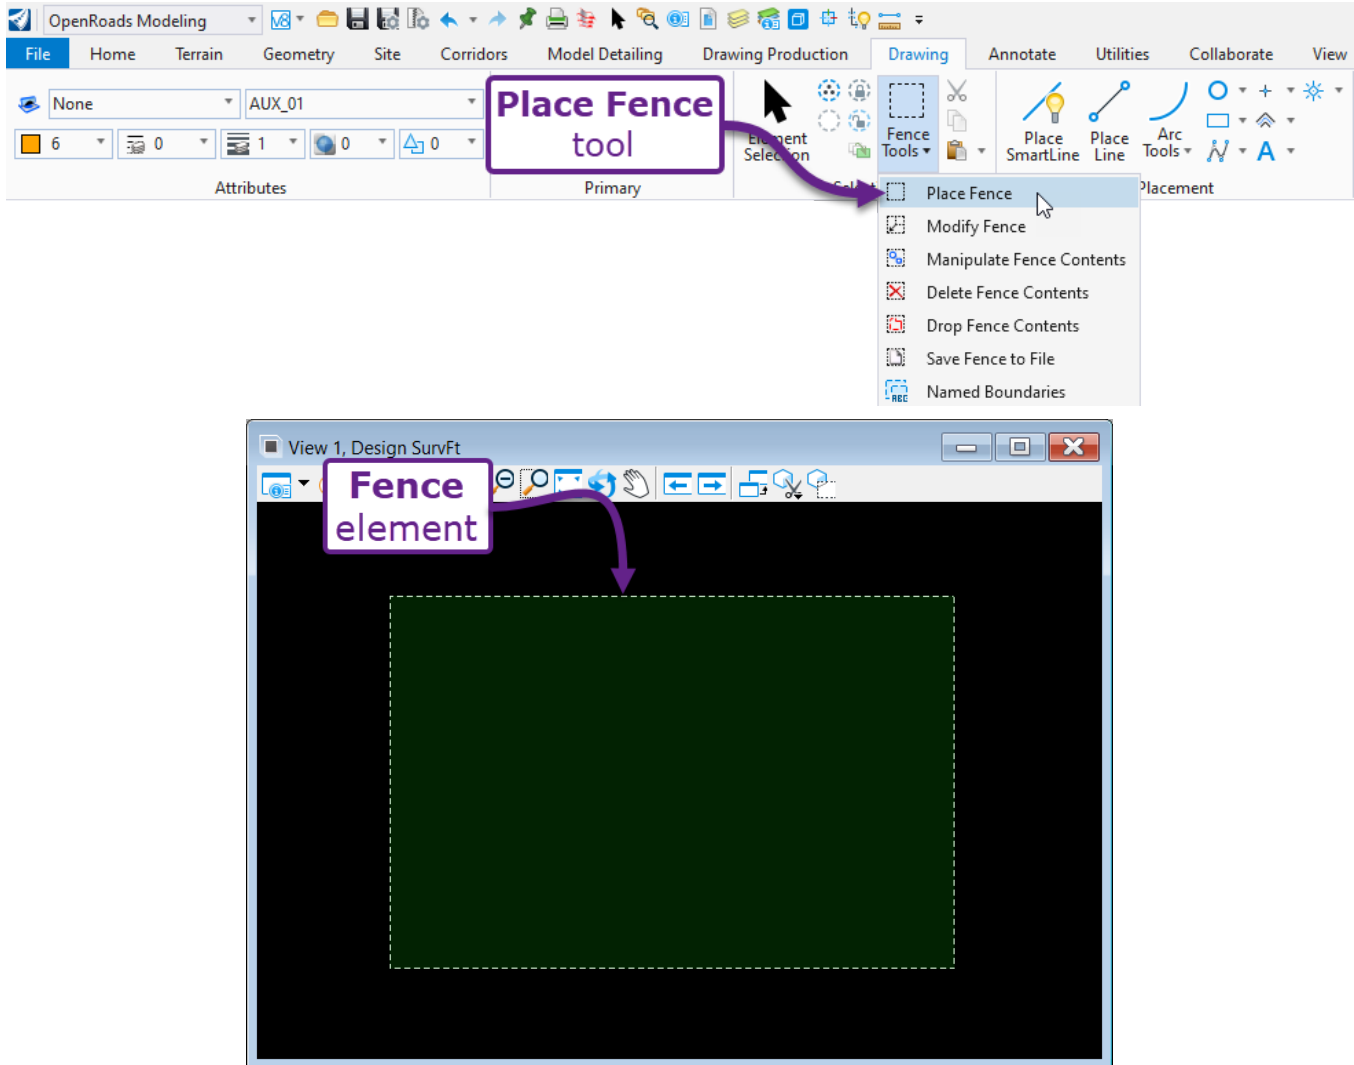 OpenRoads Modeling
File Home Terrain Geometry Site Corridors Model Detailing Drawing Production Drawing Annotate Utilities Collaborate View
None AUX_01
6 0 1 0 0
Attributes Primary Placement
Place Fence
tool
Element
Selection
Fence
Tools
Place
SmartLine
Place
Line
Arc
Tools
A
Place Fence
Modify Fence
Manipulate Fence Contents
Delete Fence Contents
Drop Fence Contents
Save Fence to File
Named Boundaries
View 1, Design SurvFt
Fence
element